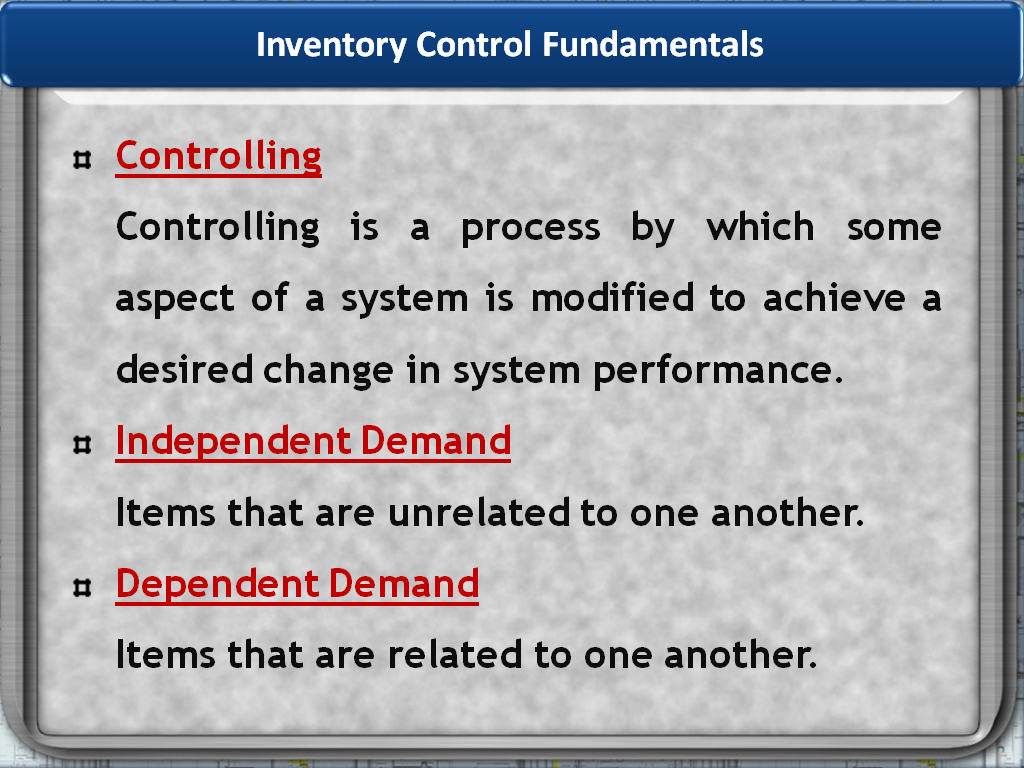 Inventory Control Fundamentals
Controlling
Controlling is a process by which some
aspect of a system is modified to achieve a
desired change in system performance.
Independent Demand
Items that are unrelated to one another.
Dependent Demand
Items that are related to one another.